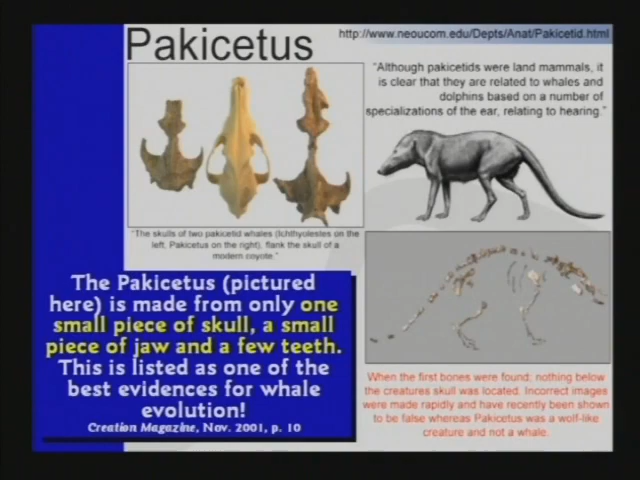 Pakicetus
http://www.neoucom.edu/Depts/Anat/Pakicetid.html
"Although pakicetids were land mammals, it
is clear that they are related to whales and
dolphins based on a number of
specializations of the ear, relating to hearing."
"The skulls of two pakicetid whales (Ichthyolestes on the
left, Pakicetus on the right), flank the skull of a
modern coyote."
The Pakicetus (pictured
here) is made from only one
small piece of skull, a small
piece of jaw and a few teeth.
This is listed as one of the
best evidences for whale
evolution!
Creation Magazine, Nov. 2001, p. 10
When the first bones were found; nothing below
the creatures skull was located. Incorrect images
were made rapidly and have recently been shown
to be false whereas Pakicetus was a wolf-like
creature and not a whale.